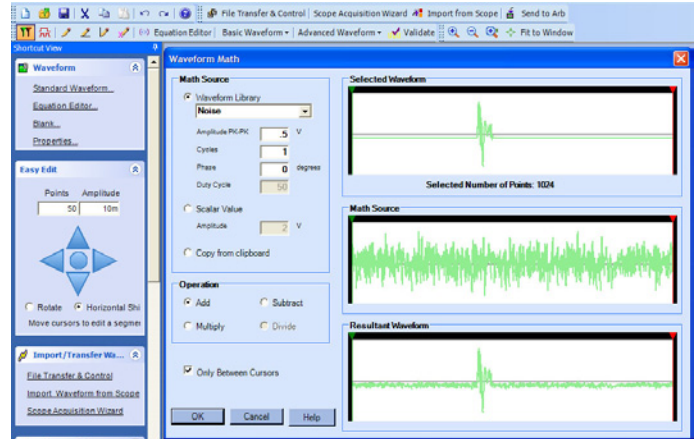 File Transfer & Control Scope Acquisition Wizard Import from Scope Send to Arb
Equation Editor Basic Waveform Advanced Waveform Validate Fit to Window
Shortcut View
Waveform
Standard Waveform...
Equation Editor...
Blank...
Properties...
Easy Edit
Points Amplitude
50 10m
Rotate Horizontal Shi
Move cursors to edit a segmer
Import/Transfer Wa...
File Transfer & Control
Import Waveform from Scope
Scope Acquisition Wizard
Waveform Math
Math Source
Waveform Library
Noise
Amplitude PK-PK .5 V
Cycles 1
Phase 0 degrees
Duty Cycle 50
Scalar Value
Amplitude 2 V
Copy from clipboard
Operation
Add Subtract
Multiply Divide
Only Between Cursors
OK Cancel Help
Selected Waveform
Selected Number of Points: 1024
Math Source
Resultant Waveform